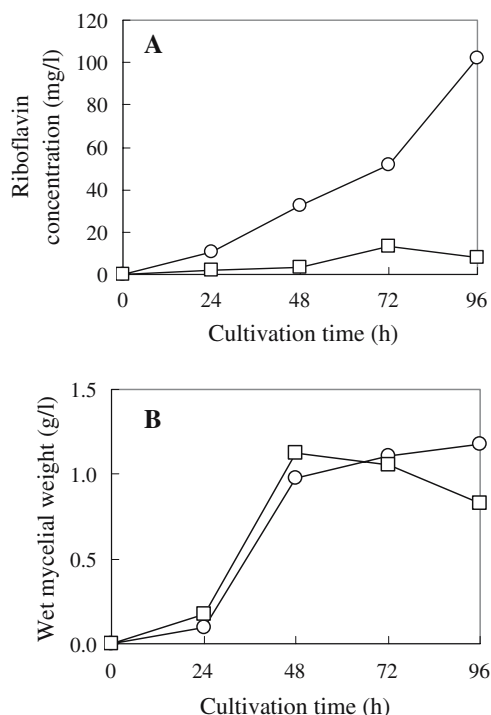 A
120
100
80
60
40
20
0
Riboflavin
concentration (mg/l)
0 24 48 72 96
Cultivation time (h)
B
1.5
1.0
0.5
0.0
Wet mycelial weight (g/l)
0 24 48 72 96
Cultivation time (h)